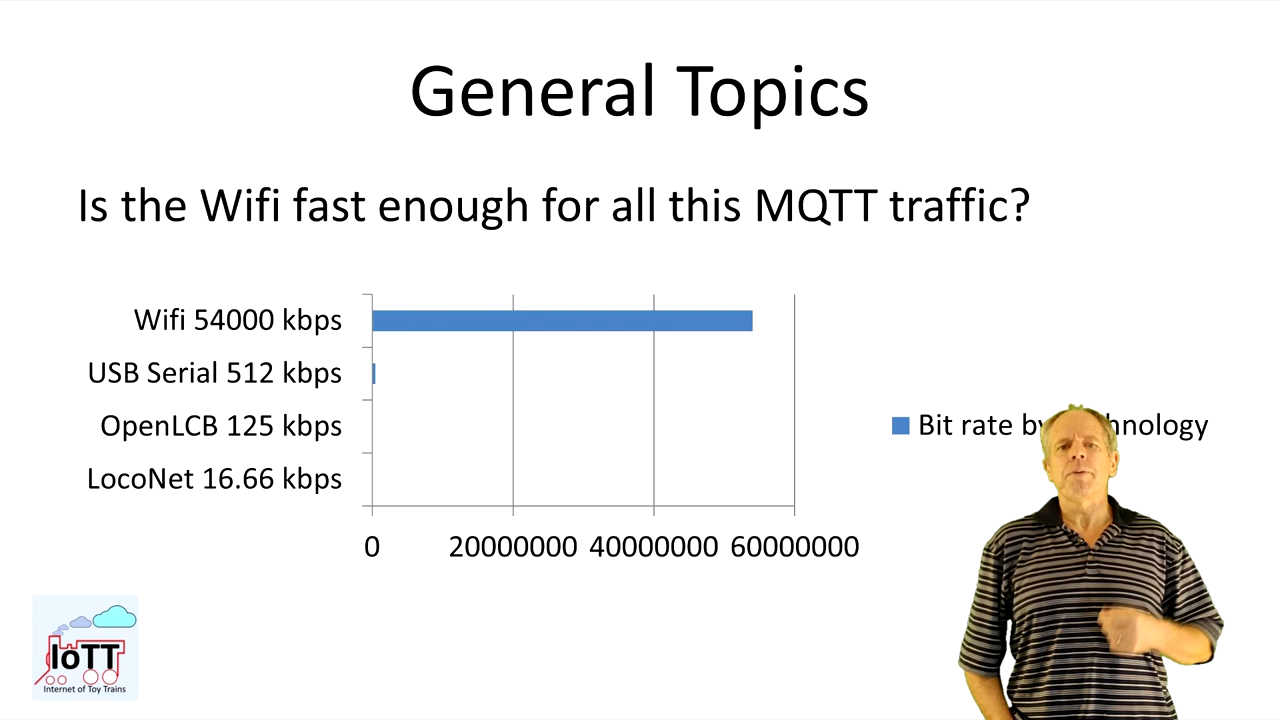 General Topics
Is the Wifi fast enough for all this MQTT traffic?
Wifi 54000 kbps
USB Serial 512 kbps
OpenLCB 125 kbps
LocoNet 16.66 kbps
0 20000000 40000000 60000000
Bit rate by hnology
IoTT
Internet of Toy Trains